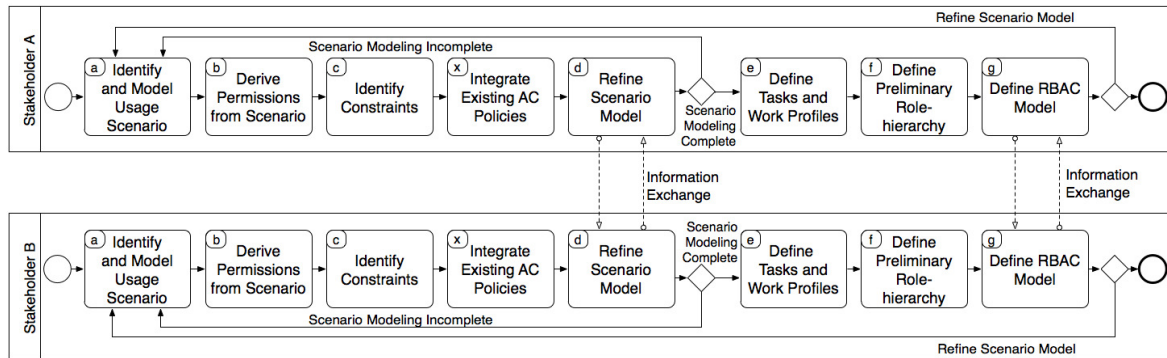 Stakeholder A
Refine Scenario Model
Scenario Modeling Incomplete
a
Identify
and Model
Usage
Scenario
b
Derive
Permissions
from Scenario
c
Identify
Constraints
x
Integrate
Existing AC
Policies
d
Refine
Scenario
Model
Scenario
Modeling
Complete
e
Define
Tasks and
Work Profiles
f
Define
Preliminary
Role-
hierarchy
g
Define RBAC
Model
Information
Exchange
Information
Exchange
Stakeholder B
a
Identify
and Model
Usage
Scenario
b
Derive
Permissions
from Scenario
c
Identify
Constraints
x
Integrate
Existing AC
Policies
d
Refine
Scenario
Model
Scenario
Modeling
Complete
e
Define
Tasks and
Work Profiles
f
Define
Preliminary
Role-
hierarchy
g
Define RBAC
Model
Scenario Modeling Incomplete
Refine Scenario Model